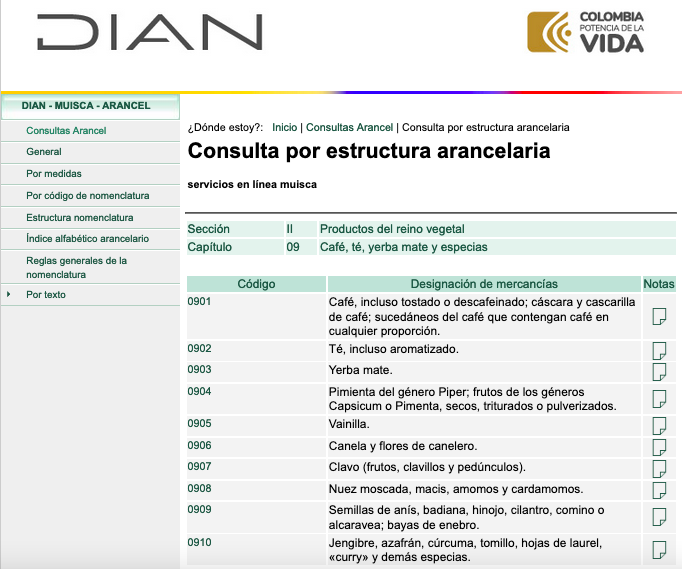 DIAN
COLOMBIA
POTENCIA DE LA
VIDA
DIAN - MUISCA - ARANCEL
Consultas Arancel
General
Por medidas
Por código de nomenclatura
Estructura nomenclatura
Índice alfabético arancelario
Reglas generales de la
nomenclatura
Por texto
¿Dónde estoy?: Inicio | Consultas Arancel | Consulta por estructura arancelaria
Consulta por estructura arancelaria
servicios en línea muisca
Sección II Productos del reino vegetal
Capítulo 09 Café, té, yerba mate y especias
Código Designación de mercancías Notas
0901 Café, incluso tostado o descafeinado; cáscara y cascarilla
de café; sucedáneos del café que contengan café en
cualquier proporción.
0902 Té, incluso aromatizado.
0903 Yerba mate.
0904 Pimienta del género Piper; frutos de los géneros
Capsicum o Pimenta, secos, triturados o pulverizados.
0905 Vainilla.
0906 Canela y flores de canelero.
0907 Clavo (frutos, clavillos y pedúnculos).
0908 Nuez moscada, macis, amomos y cardamomos.
0909 Semillas de anís, badiana, hinojo, cilantro, comino o
alcaravea; bayas de enebro.
0910 Jengibre, azafrán, cúrcuma, tomillo, hojas de laurel,
«curry» y demás especias.